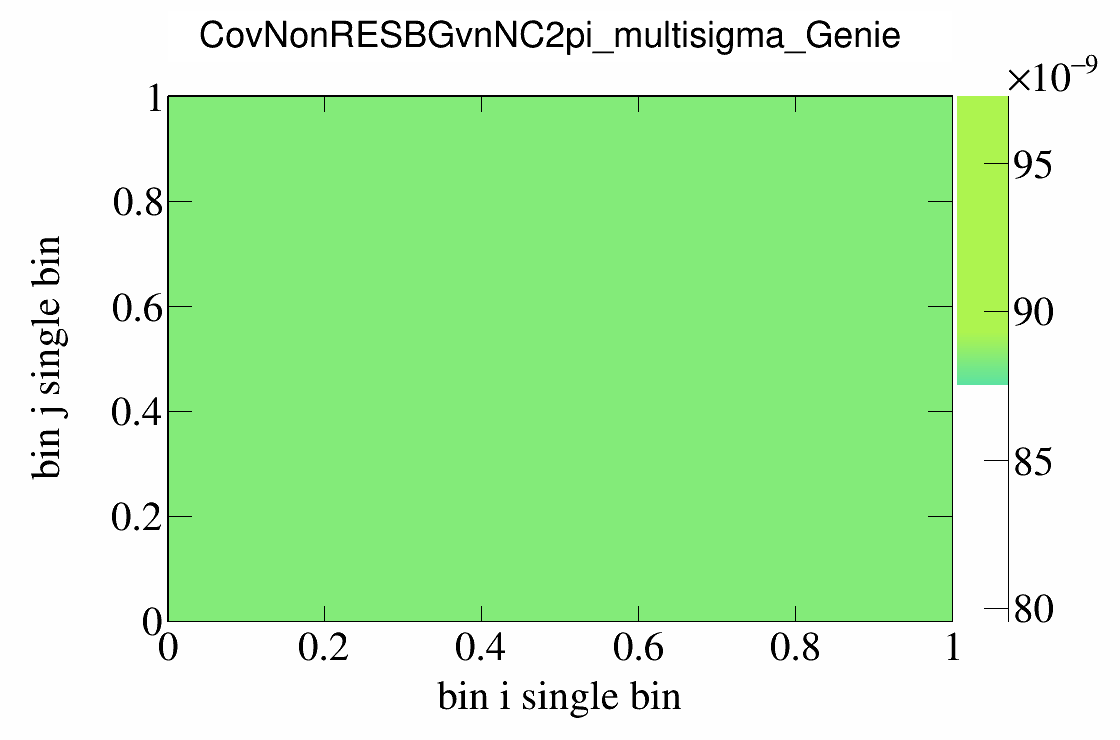 CovNonRESBGvnNC2pi_multisigma_Genie
×10⁻⁹
1
0.8
0.6
0.4
0.2
0
0 0.2 0.4 0.6 0.8 1
95
90
85
80
bin j single bin
bin i single bin